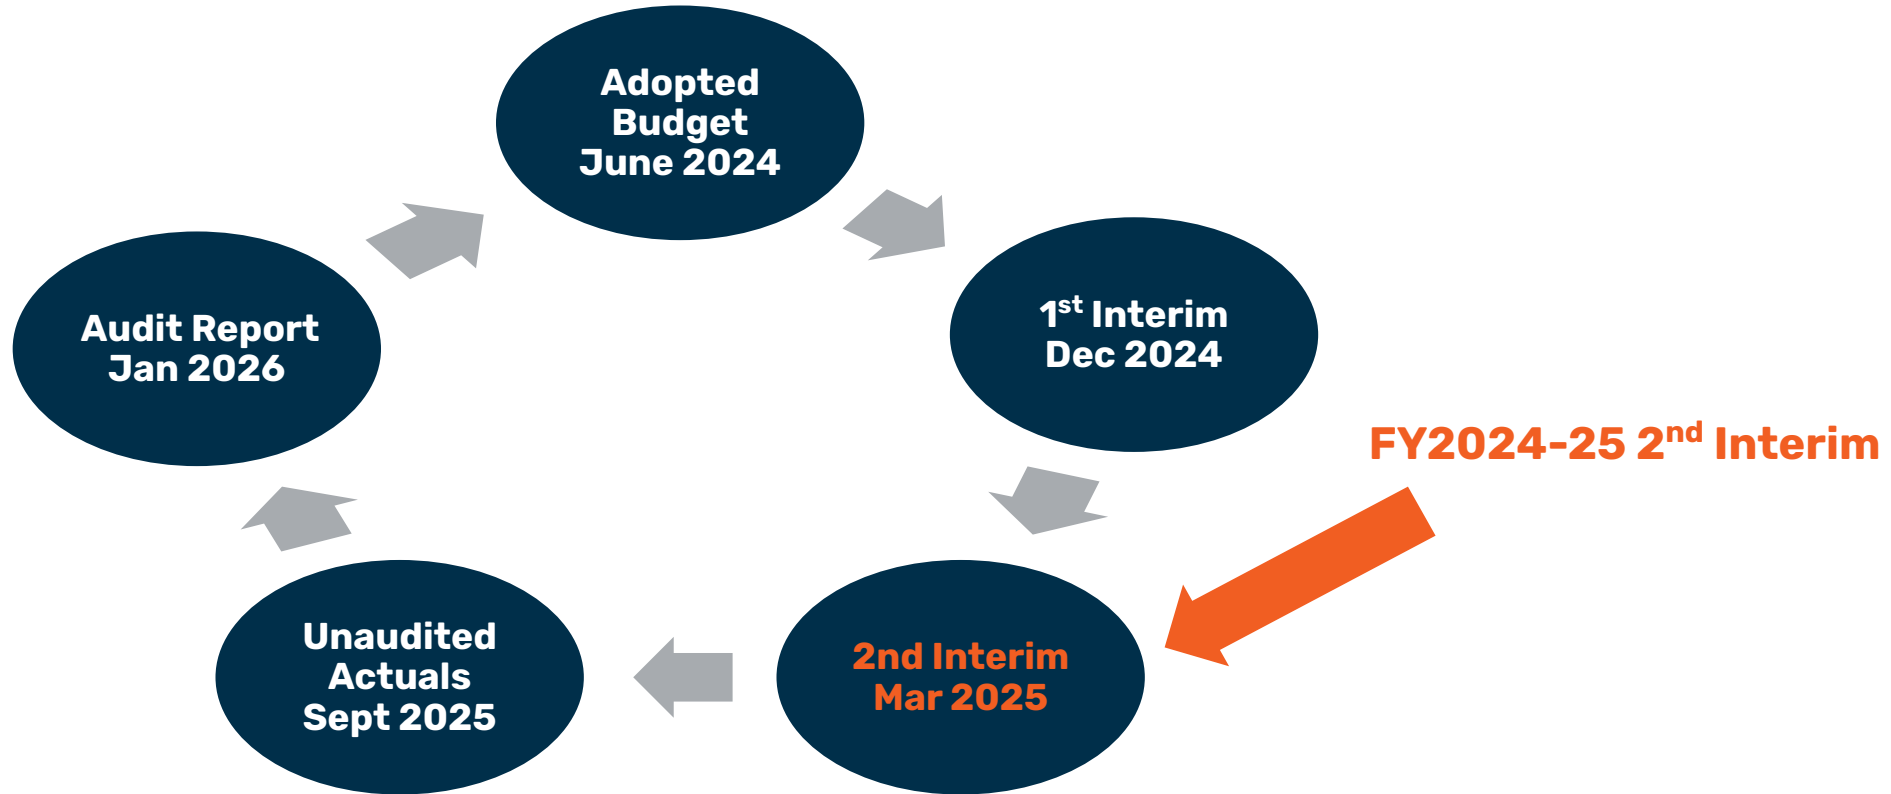 Adopted
Budget
June 2024
1st Interim
Dec 2024
FY2024-25 2nd Interim
2nd Interim
Mar 2025
Unaudited
Actuals
Sept 2025
Audit Report
Jan 2026